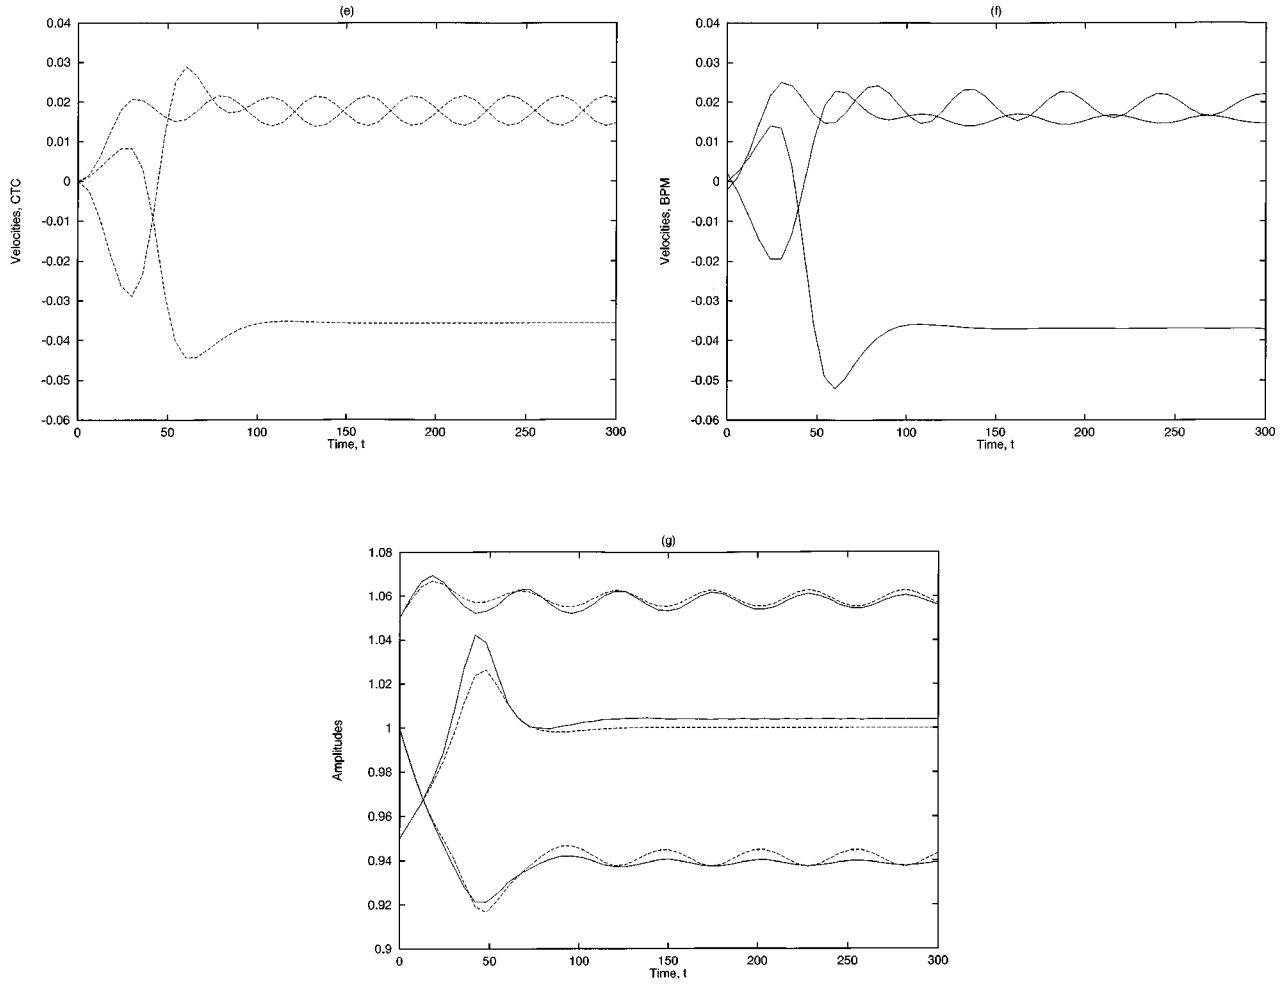 (e)
0.04
0.03
0.02
0.01
0
-0.01
-0.02
-0.03
-0.04
-0.05
-0.06
Velocities, CTC
0 50 100 150 200 250 300
Time, t
(f)
0.04
0.03
0.02
0.01
0
-0.01
-0.02
-0.03
-0.04
-0.05
-0.06
Velocities, BPM
0 50 100 150 200 250 300
Time, t
(g)
1.08
1.06
1.04
1.02
1
0.98
0.96
0.94
0.92
0.9
Amplitudes
0 50 100 150 200 250 300
Time, t